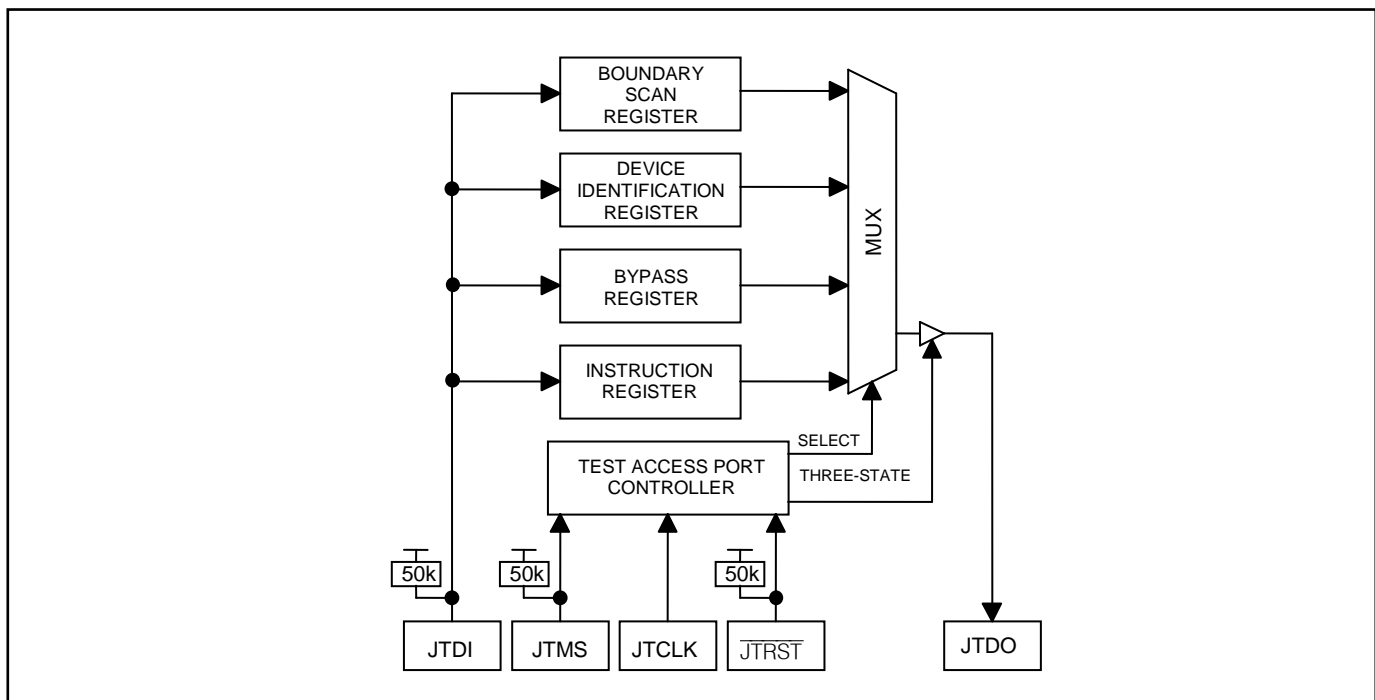 BOUNDARY
SCAN
REGISTER
DEVICE
IDENTIFICATION
REGISTER
BYPASS
REGISTER
INSTRUCTION
REGISTER
MUX
SELECT
TEST ACCESS PORT
CONTROLLER
THREE-STATE
50k
50k
50k
JTDI
JTMS
JTCLK
J̅T̅R̅S̅T̅
JTDO